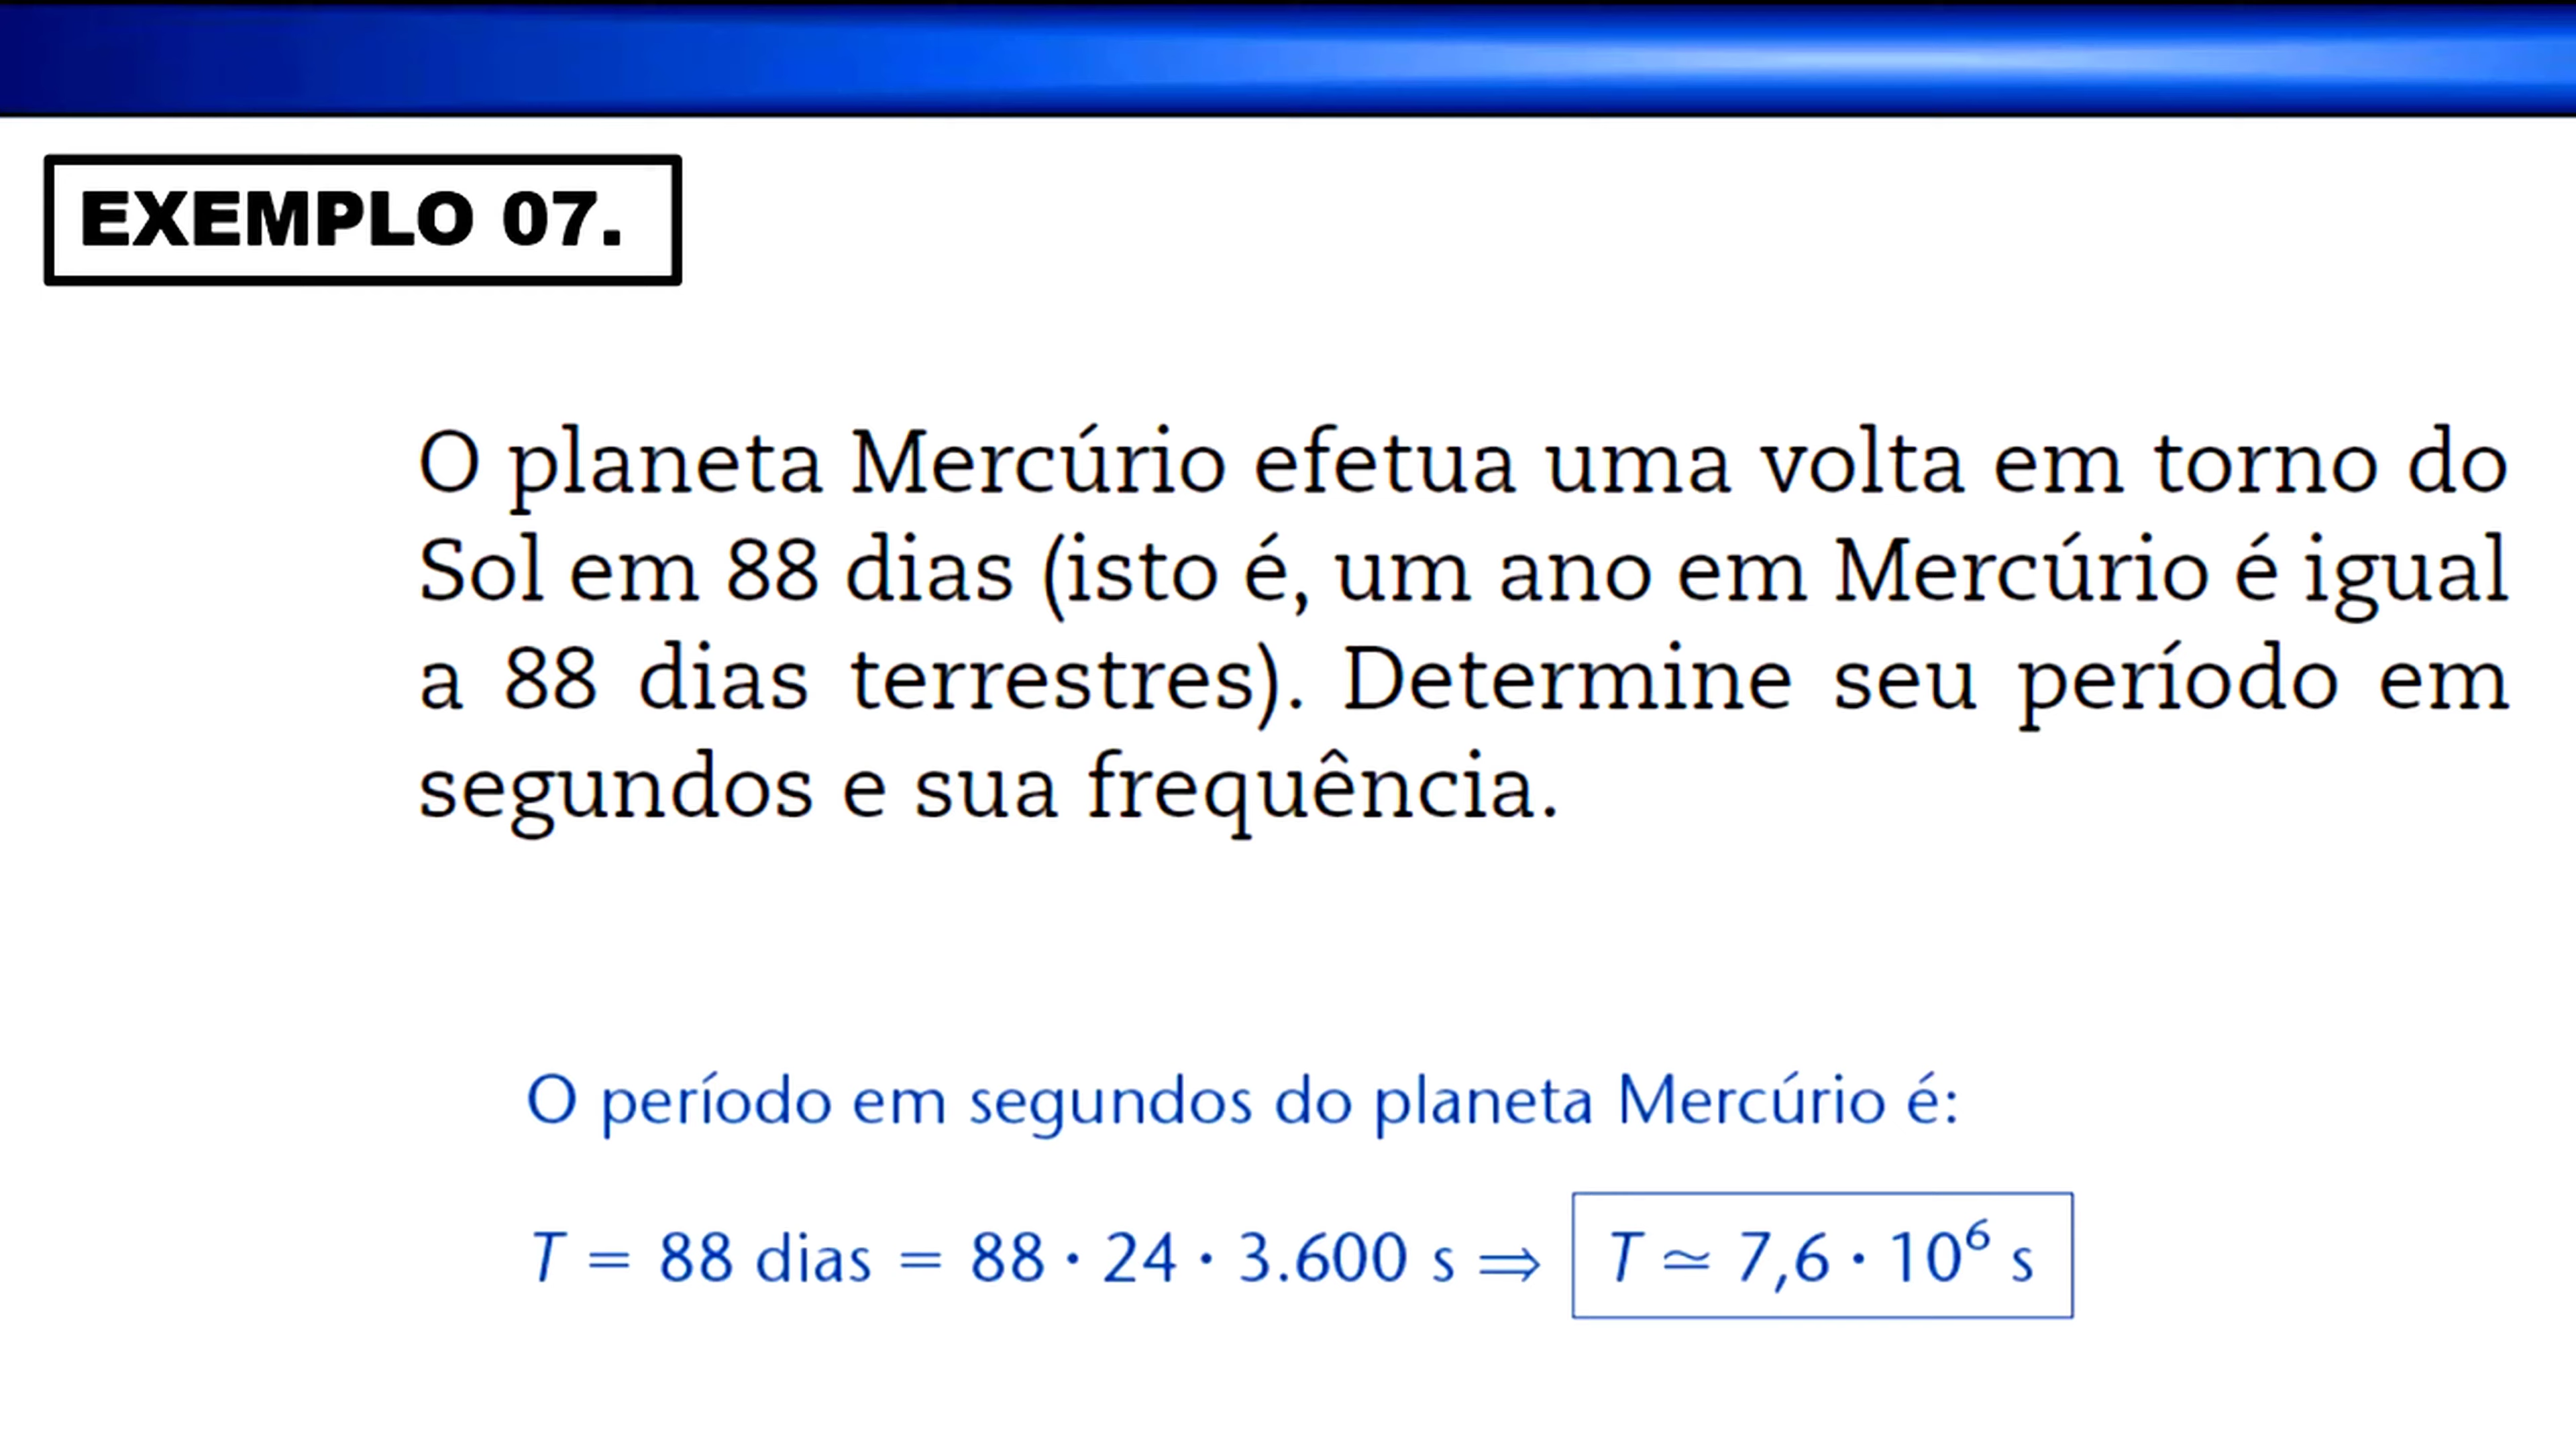 EXEMPLO 07.
O planeta Mercúrio efetua uma volta em torno do
Sol em 88 dias (isto é, um ano em Mercúrio é igual
a 88 dias terrestres). Determine seu período em
segundos e sua frequência.
O período em segundos do planeta Mercúrio é:
T = 88 dias = 88 · 24 · 3.600 s ⇒ T ≃ 7,6 · 10⁶ s